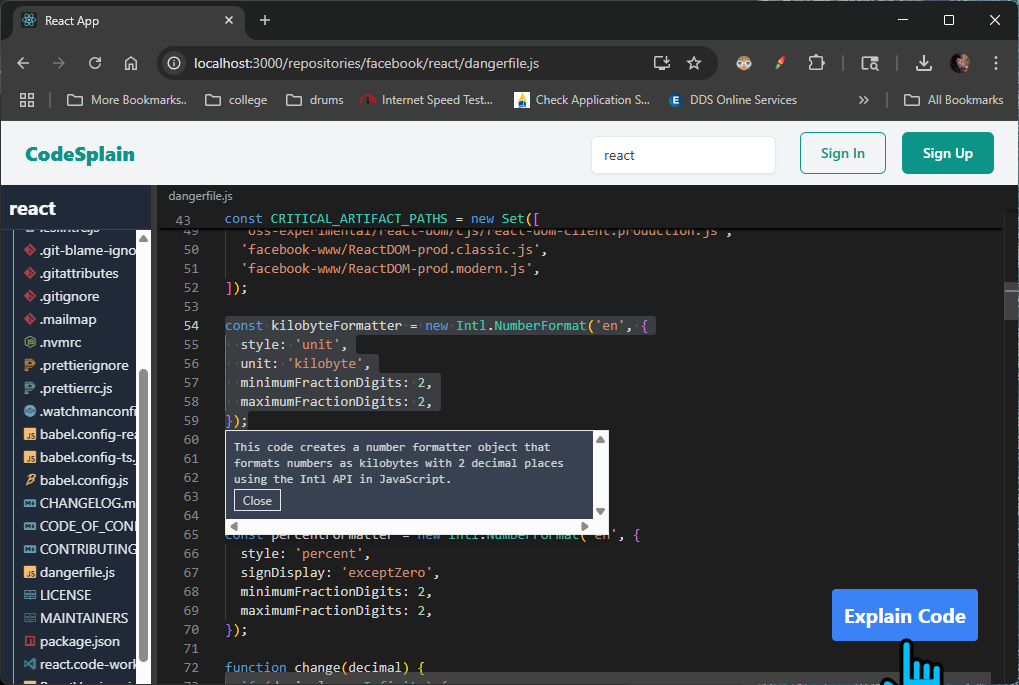 React App
localhost:3000/repositories/facebook/react/dangerfile.js
More Bookmarks..
college
drums
Internet Speed Test...
Check Application S...
DDS Online Services
All Bookmarks
CodeSplain
react
Sign In
Sign Up
react
.git-blame-igno
.gitattributes
.gitignore
.mailmap
.nvmrc
.prettierignore
.prettierrc.js
.watchmanconfi
babel.config-rea
babel.config-ts.
babel.config.js
CHANGELOG.m
CODE_OF_CON
CONTRIBUTING
dangerfile.js
LICENSE
MAINTAINERS
package.json
react.code-work
dangerfile.js
43 const CRITICAL_ARTIFACT_PATHS = new Set([
49 'oss-experimental/react-dom/cjs/react-dom-client.production.js',
50 'facebook-www/ReactDOM-prod.classic.js',
51 'facebook-www/ReactDOM-prod.modern.js',
52 ]);
53
54 const kilobyteFormatter = new Intl.NumberFormat('en', {
55 style: 'unit',
56 unit: 'kilobyte',
57 minimumFractionDigits: 2,
58 maximumFractionDigits: 2,
59 });
60
This code creates a number formatter object that
61
formats numbers as kilobytes with 2 decimal places
62
using the Intl API in JavaScript.
63
Close
64
65 const percentFormatter = new Intl.NumberFormat('en', {
66 style: 'percent',
67 signDisplay: 'exceptZero',
68 minimumFractionDigits: 2,
69 maximumFractionDigits: 2,
70 });
71
72 function change(decimal) {
Explain Code